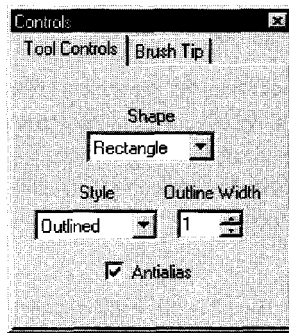 Controls
Tool Controls Brush Tip
Shape
Rectangle
Style Outline Width
Outlined 1
Antialias